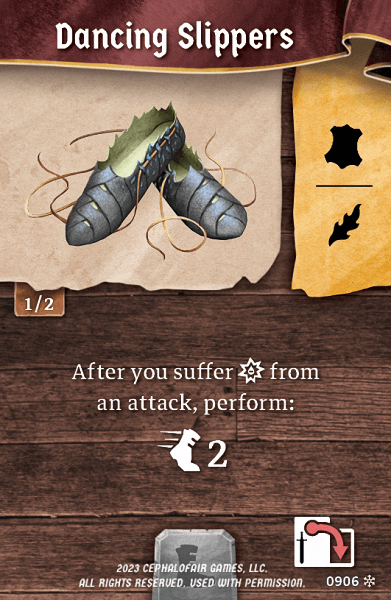 Dancing Slippers
1/2
After you suffer from
an attack, perform:
2
2023 CEPHALOFAIR GAMES, LLC.
ALL RIGHTS RESERVED. USED WITH PERMISSION.
0906